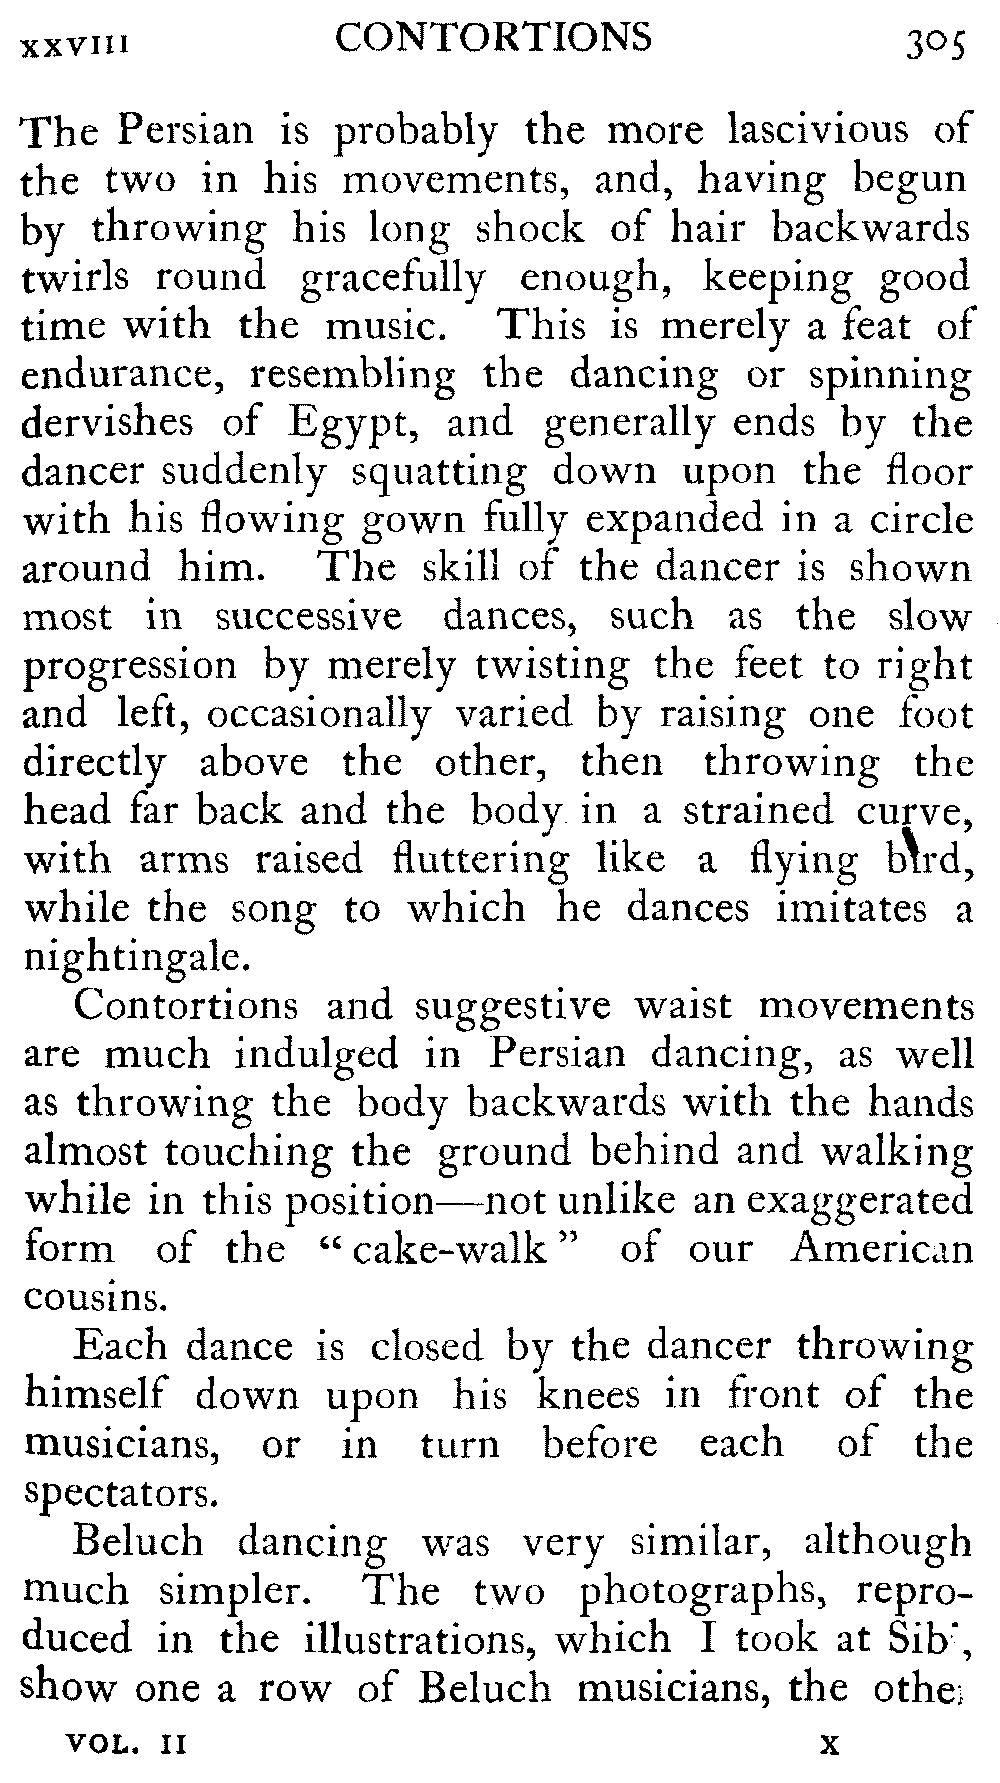 XXVIII CONTORTIONS 305
The Persian is probably the more lascivious of
the two in his movements, and, having begun
by throwing his long shock of hair backwards
twirls round gracefully enough, keeping good
time with the music. This is merely a feat of
endurance, resembling the dancing or spinning
dervishes of Egypt, and generally ends by the
dancer suddenly squatting down upon the floor
with his flowing gown fully expanded in a circle
around him. The skill of the dancer is shown
most in successive dances, such as the slow
progression by merely twisting the feet to right
and left, occasionally varied by raising one foot
directly above the other, then throwing the
head far back and the body in a strained curve,
with arms raised fluttering like a flying bird,
while the song to which he dances imitates a
nightingale.
Contortions and suggestive waist movements
are much indulged in Persian dancing, as well
as throwing the body backwards with the hands
almost touching the ground behind and walking
while in this position—not unlike an exaggerated
form of the “cake-walk” of our American
cousins.
Each dance is closed by the dancer throwing
himself down upon his knees in front of the
musicians, or in turn before each of the
spectators.
Beluch dancing was very similar, although
much simpler. The two photographs, repro-
duced in the illustrations, which I took at Sibi,
show one a row of Beluch musicians, the other
VOL. II X